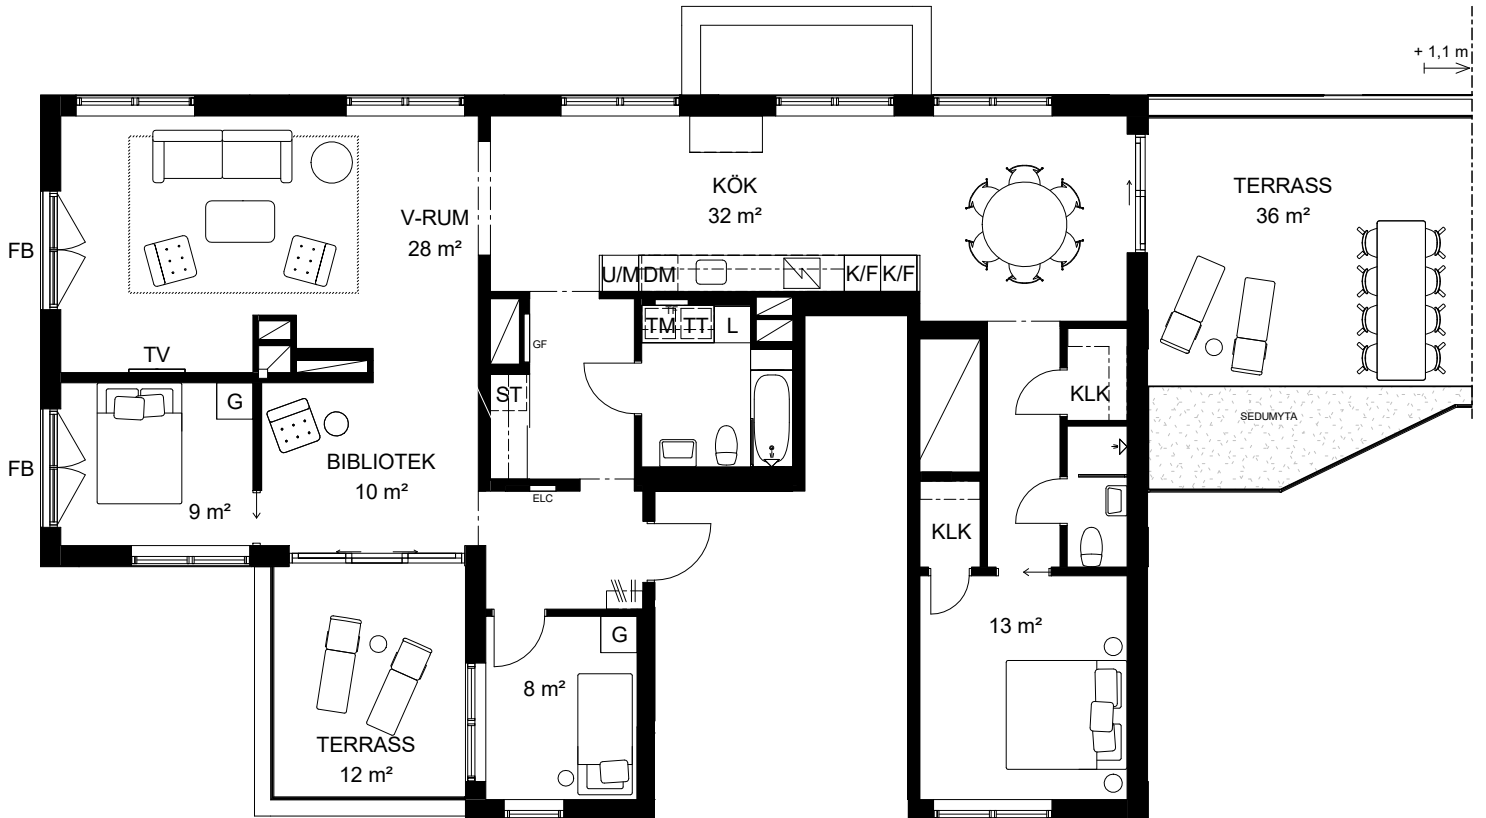 + 1,1 m
KÖK
32 m²
TERRASS
36 m²
V-RUM
28 m²
FB
U/M DM K/F K/F
TM TT L
GF
TV
ST
G
KLK
SEDUMYTA
FB
BIBLIOTEK
10 m²
9 m²
ELC
KLK
13 m²
G
8 m²
TERRASS
12 m²